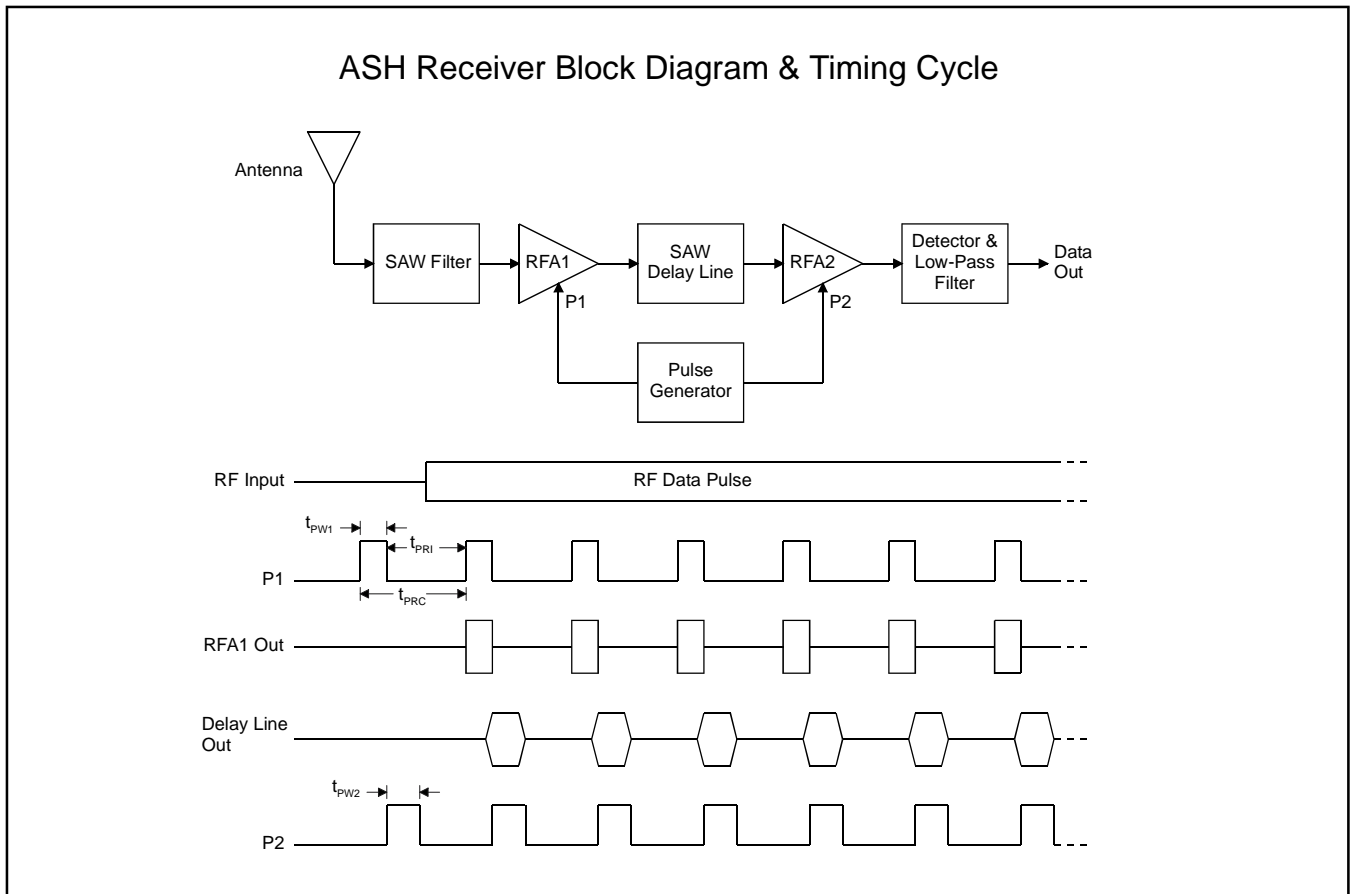 ASH Receiver Block Diagram & Timing Cycle
Antenna
SAW Filter
RFA1
SAW
Delay Line
RFA2
Detector &
Low-Pass
Filter
Data
Out
P1
P2
Pulse
Generator
RF Input
RF Data Pulse
tPW1
tPRI
P1
tPRC
RFA1 Out
Delay Line
Out
tPW2
P2